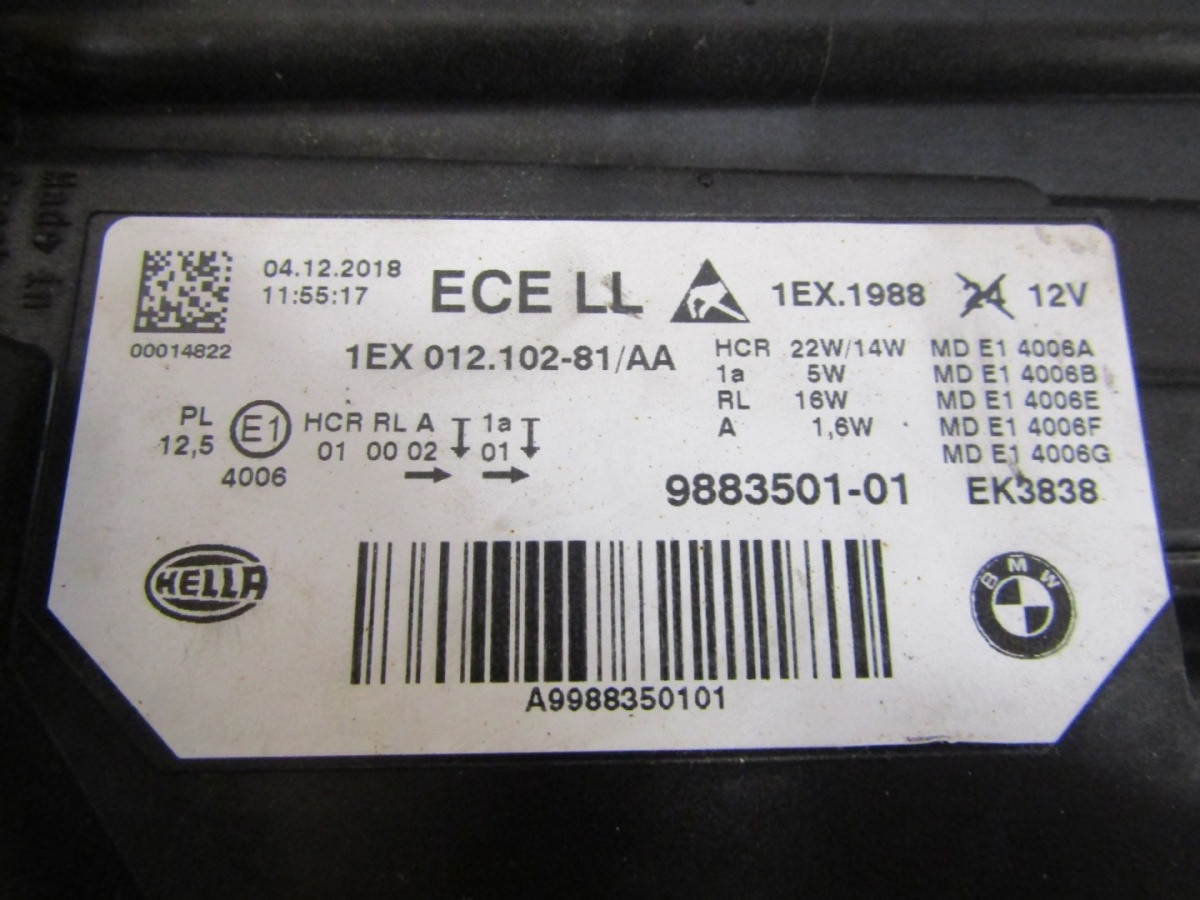 04.12.2018
11:55:17
00014822
ECE LL
1EX.1988 24 12V
1EX 012.102-81/AA
HCR 22W/14W MD E1 4006A
1a 5W MD E1 4006B
RL 16W MD E1 4006E
A 1,6W MD E1 4006F
MD E1 4006G
PL
12,5
E1
4006
HCR RL A 1a
01 00 02 01
9883501-01 EK3838
HELLA
BMW
A9988350101